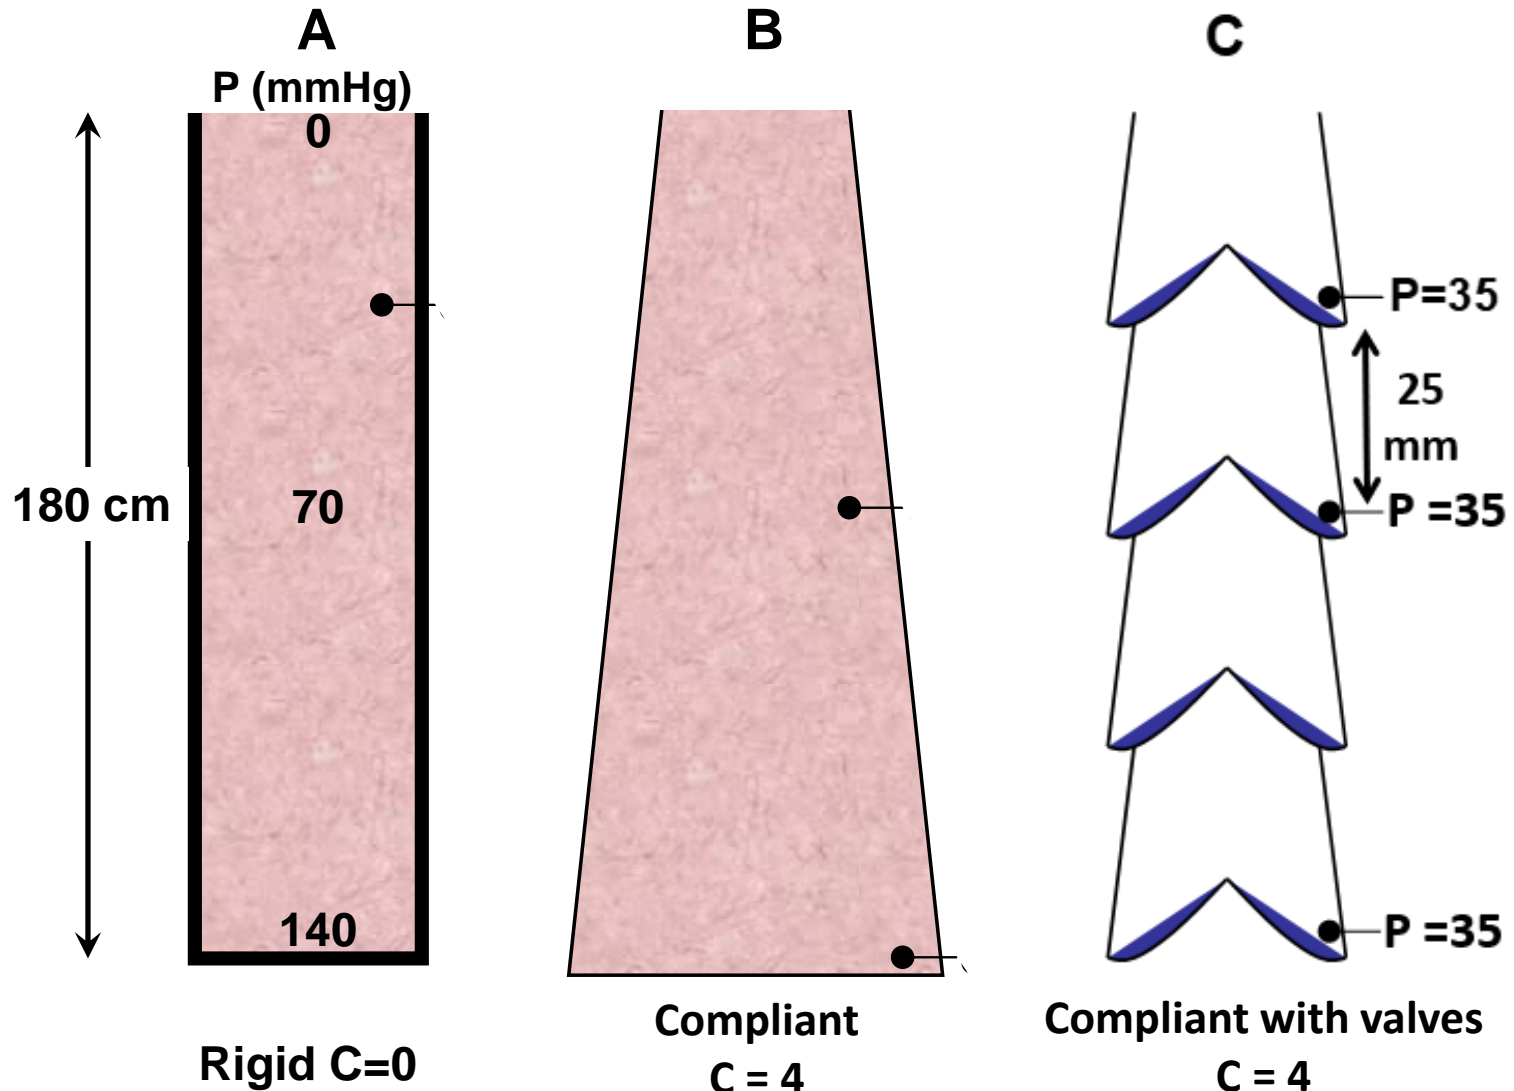 A
P (mmHg)
0
180 cm
70
140
Rigid C=0
B
Compliant
C = 4
C
P=35
25
mm
P =35
P =35
Compliant with valves
C = 4